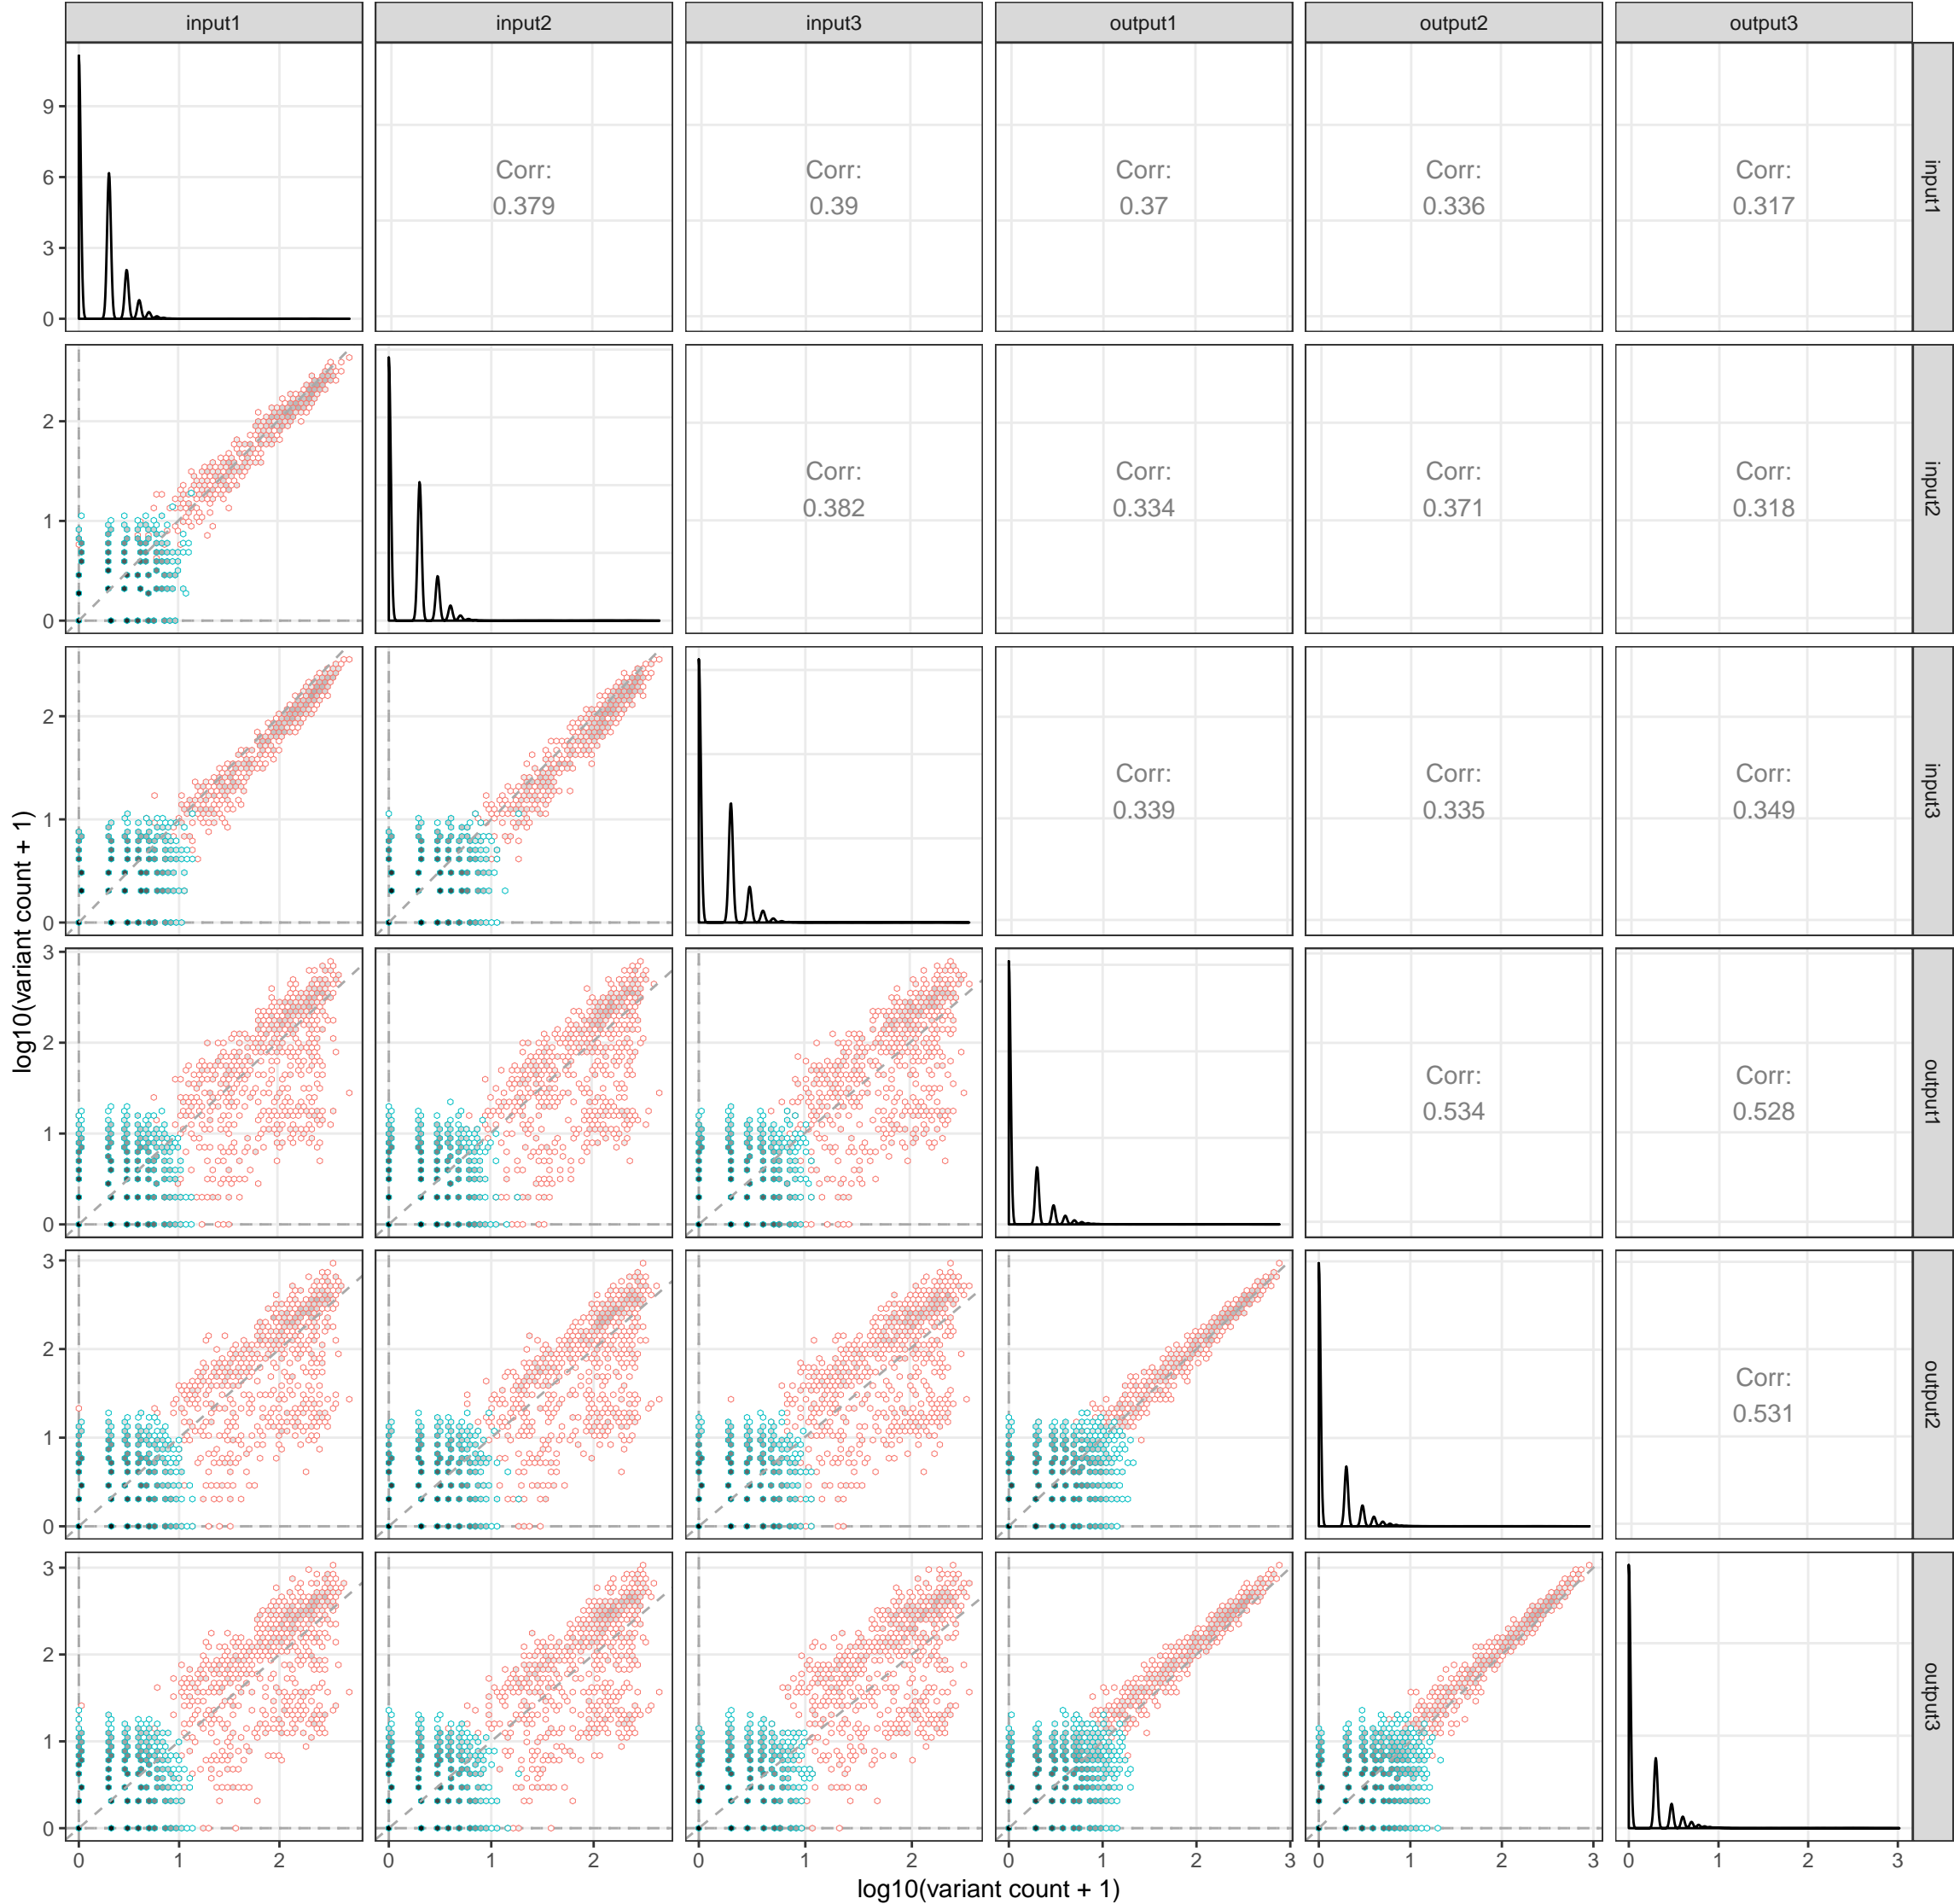 input1
input2
input3
output1
output2
output3
9
6
3
0
Corr:
0.379
Corr:
0.39
Corr:
0.37
Corr:
0.336
Corr:
0.317
input1
2
1
0
Corr:
0.382
Corr:
0.334
Corr:
0.371
Corr:
0.318
input2
2
1
0
Corr:
0.339
Corr:
0.335
Corr:
0.349
input3
log10(variant count + 1)
3
2
1
0
Corr:
0.534
Corr:
0.528
output1
3
2
1
0
Corr:
0.531
output2
3
2
1
0
output3
0 1 2
0 1 2
0 1 2
0 1 2 3
0 1 2 3
0 1 2 3
log10(variant count + 1)